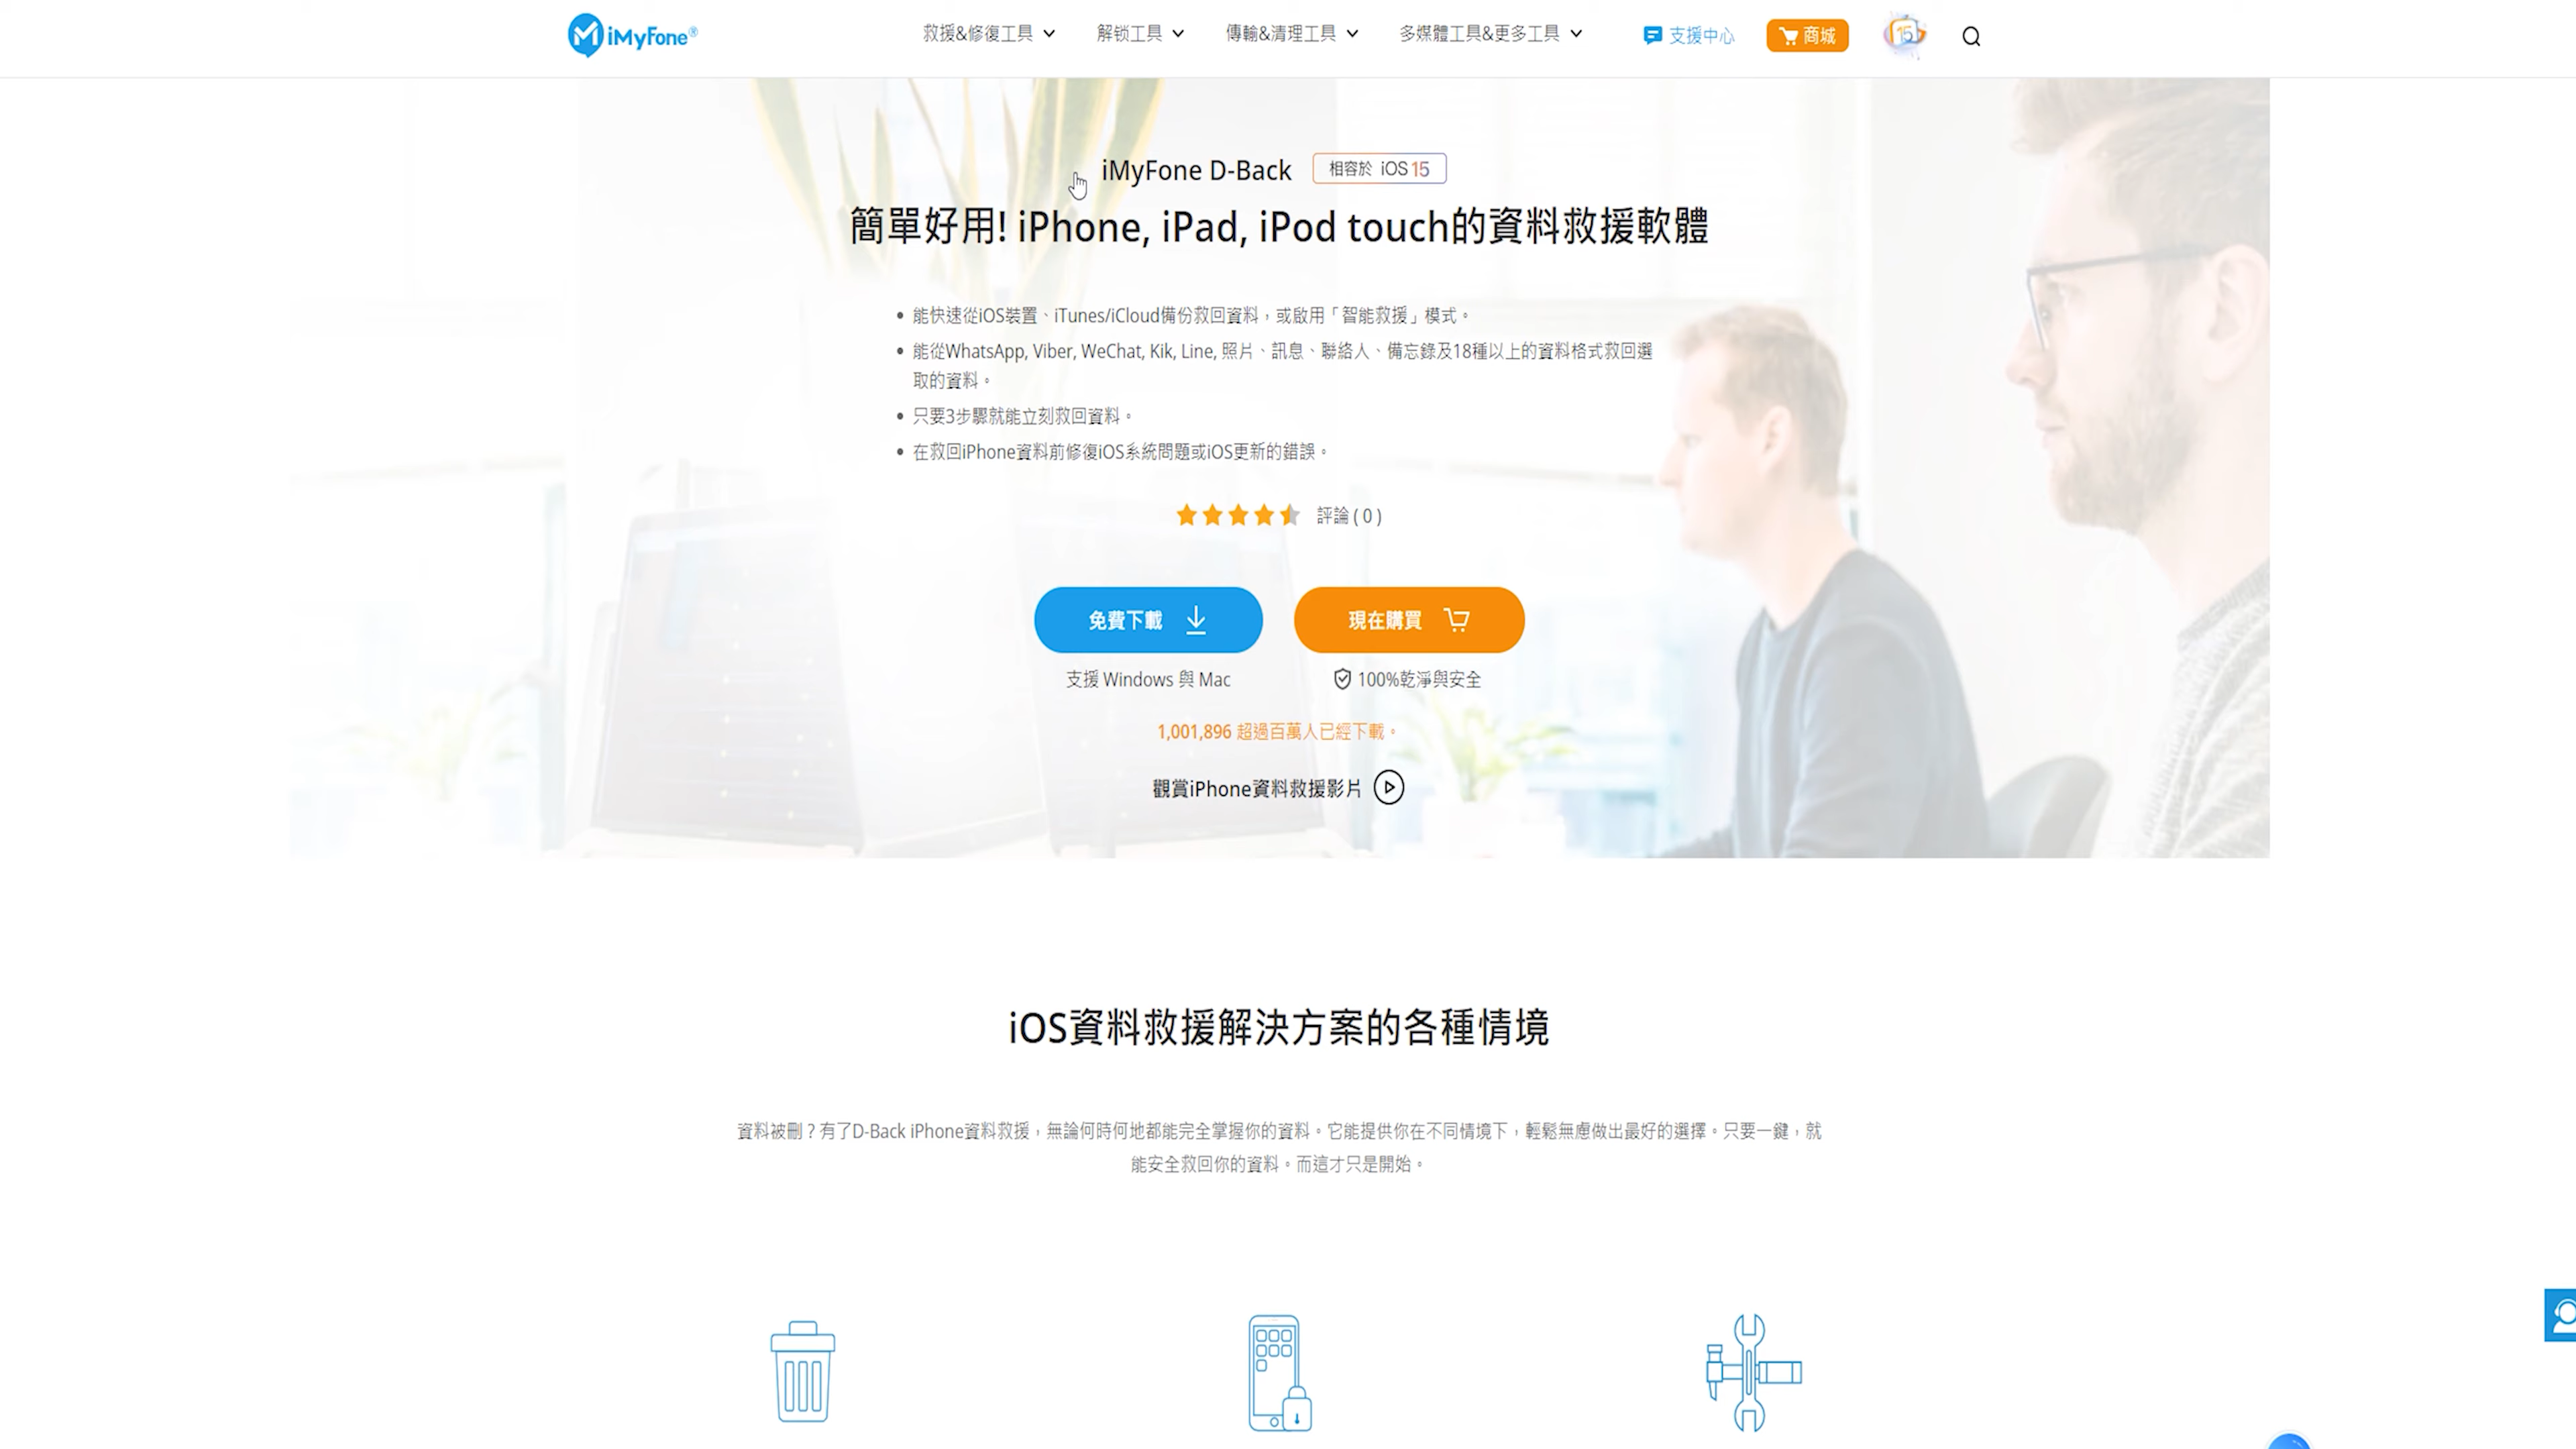 iMyFone®
救援&修復工具
解锁工具
傳輸&清理工具
多媒體工具&更多工具
支援中心
商城
15
iMyFone D-Back
相容於 iOS 15
簡單好用! iPhone, iPad, iPod touch的資料救援軟體
能快速從iOS裝置、iTunes/iCloud備份救回資料，或啟用「智能救援」模式。
能從WhatsApp, Viber, WeChat, Kik, Line, 照片、訊息、聯絡人、備忘錄及18種以上的資料格式救回選
取的資料。
只要3步驟就能立刻救回資料。
在救回iPhone資料前修復iOS系統問題或iOS更新的錯誤。
評論 ( 0 )
免費下載
現在購買
支援 Windows 與 Mac
100%乾淨與安全
1,001,896 超過百萬人已經下載。
觀賞iPhone資料救援影片
iOS資料救援解決方案的各種情境
資料被刪？有了D-Back iPhone資料救援，無論何時何地都能完全掌握你的資料。它能提供你在不同情境下，輕鬆無慮做出最好的選擇。只要一鍵，就
能安全救回你的資料。而這才只是開始。